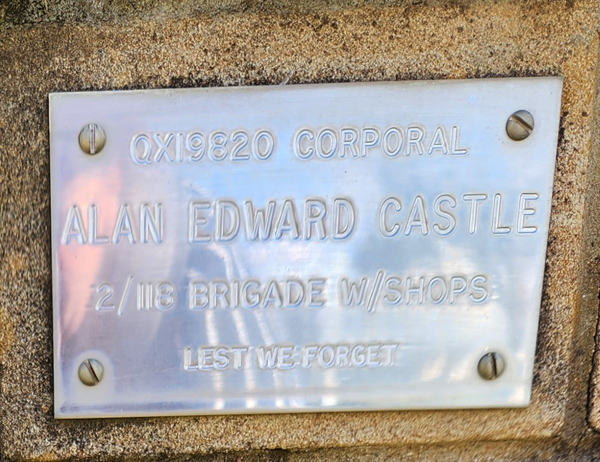 QX19820 CORPORAL
ALAN EDWARD CASTLE
2/118 BRIGADE W/SHOPS
LEST WE FORGET